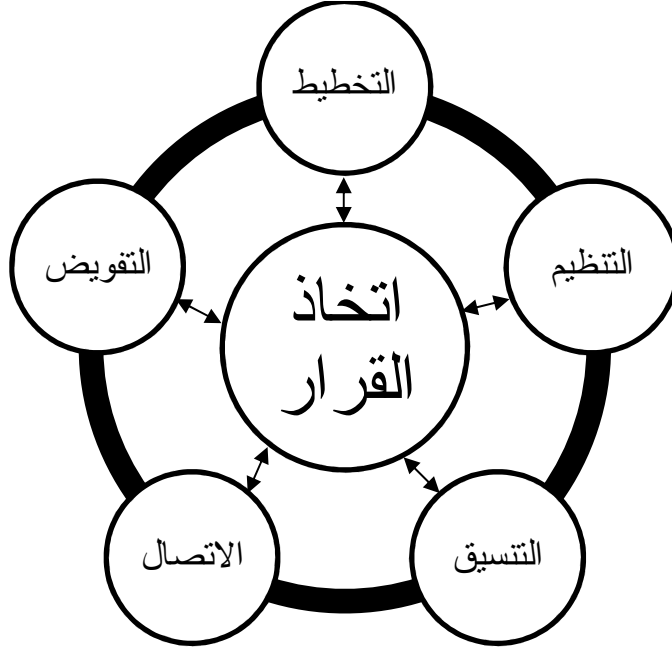 التخطيط
التنظيم
التفويض
اتخاذ
القرار
التنسيق
الاتصال